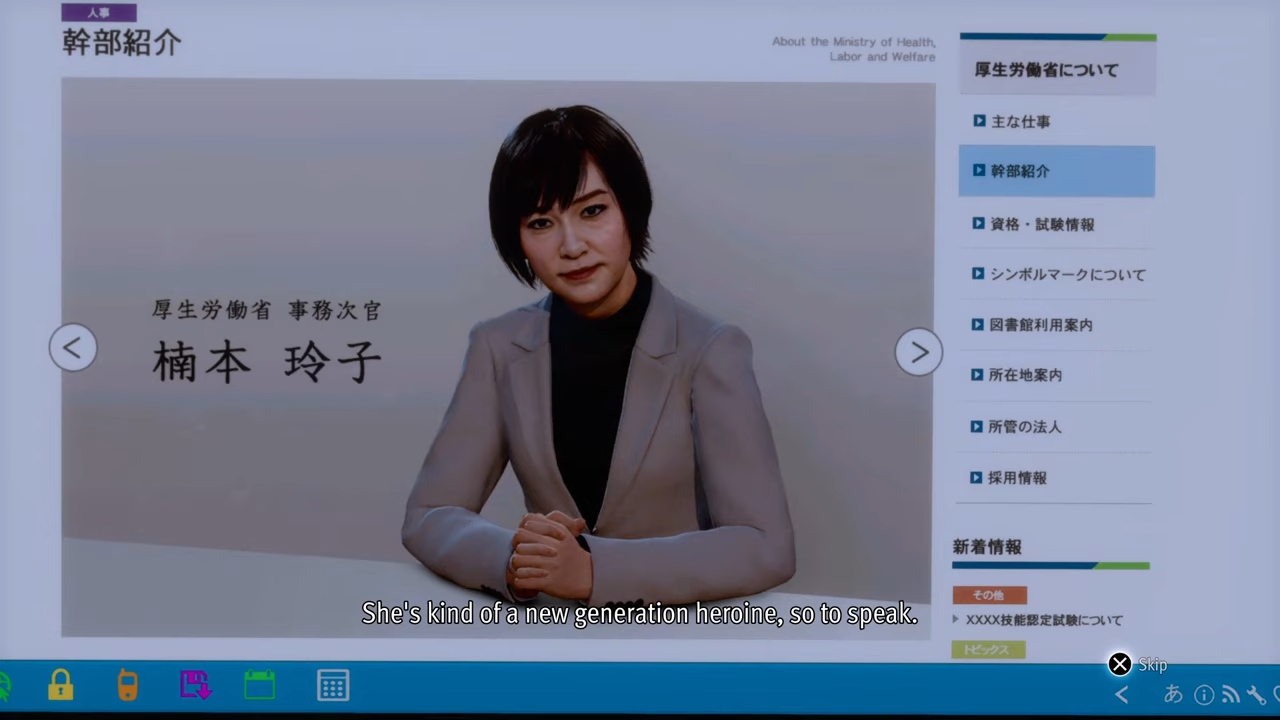 人事
幹部紹介
About the Ministry of Health,
Labor and Welfare
厚生労働省 事務次官
楠本 玲子
<
>
厚生労働省について
主な仕事
幹部紹介
資格・試験情報
シンボルマークについて
図書館利用案内
所在地案内
所管の法人
採用情報
新着情報
その他
XXXX技能認定試験について
トピックス
She's kind of a new generation heroine, so to speak.
Skip
< あ